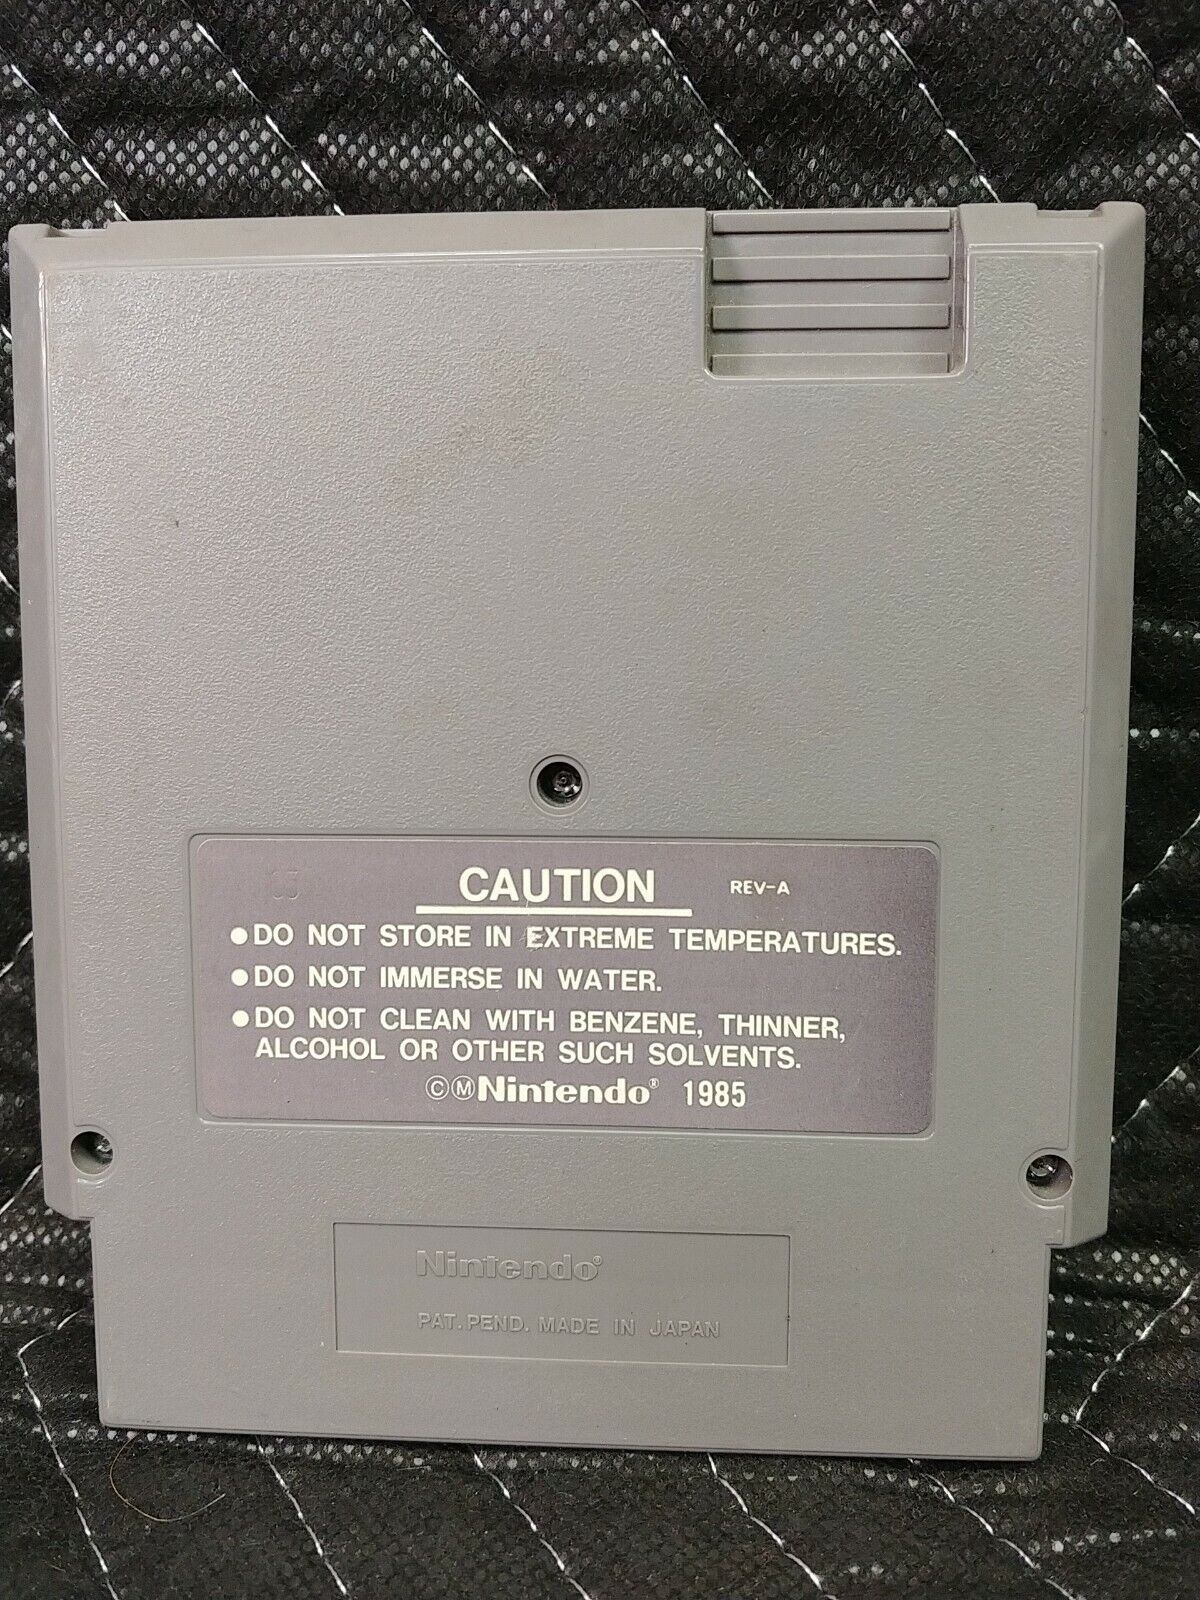 CAUTION REV-A
●DO NOT STORE IN EXTREME TEMPERATURES.
●DO NOT IMMERSE IN WATER.
●DO NOT CLEAN WITH BENZENE, THINNER,
ALCOHOL OR OTHER SUCH SOLVENTS.
ⒸⓂNintendo® 1985
Nintendo®
PAT. PEND. MADE IN JAPAN